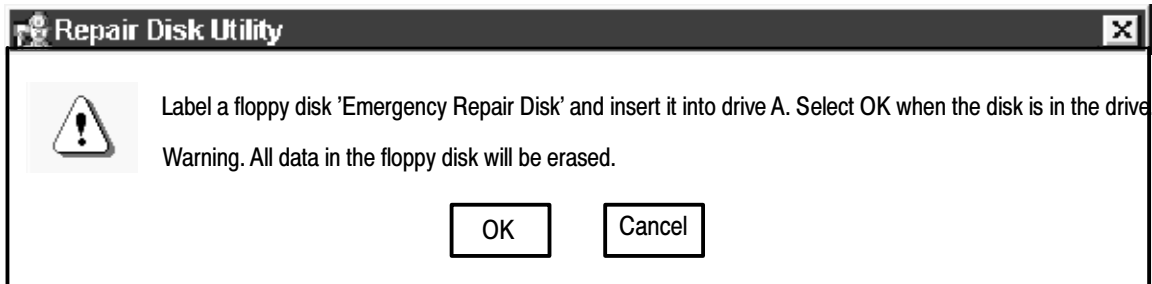 Repair Disk Utility
Label a floppy disk ’Emergency Repair Disk’ and insert it into drive A. Select OK when the disk is in the drive
Warning. All data in the floppy disk will be erased.
OK Cancel